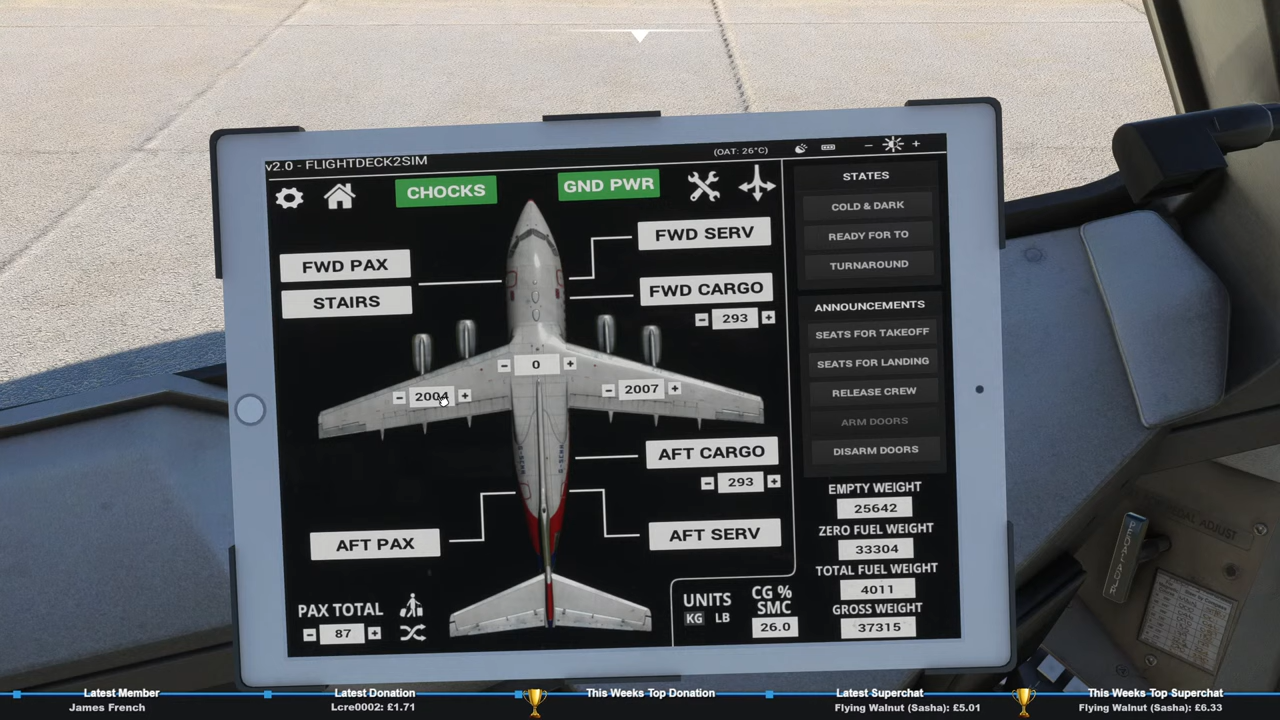 v2.0 - FLIGHTDECK2SIM
(OAT: 26°C)
- +
CHOCKS
GND PWR
FWD PAX
STAIRS
FWD SERV
FWD CARGO
- 293 +
- 0 +
- 2004 +
- 2007 +
AFT CARGO
- 293 +
AFT PAX
AFT SERV
PAX TOTAL
- 87 +
UNITS
KG LB
CG %
SMC
26.0
STATES
COLD & DARK
READY FOR TO
TURNAROUND
ANNOUNCEMENTS
SEATS FOR TAKEOFF
SEATS FOR LANDING
RELEASE CREW
ARM DOORS
DISARM DOORS
EMPTY WEIGHT
25642
ZERO FUEL WEIGHT
33304
TOTAL FUEL WEIGHT
4011
GROSS WEIGHT
37315
Latest Member
James French
Latest Donation
Lcre0002: £1.71
This Weeks Top Donation
Latest Superchat
Flying Walnut (Sasha): £5.01
This Weeks Top Superchat
Flying Walnut (Sasha): £6.33